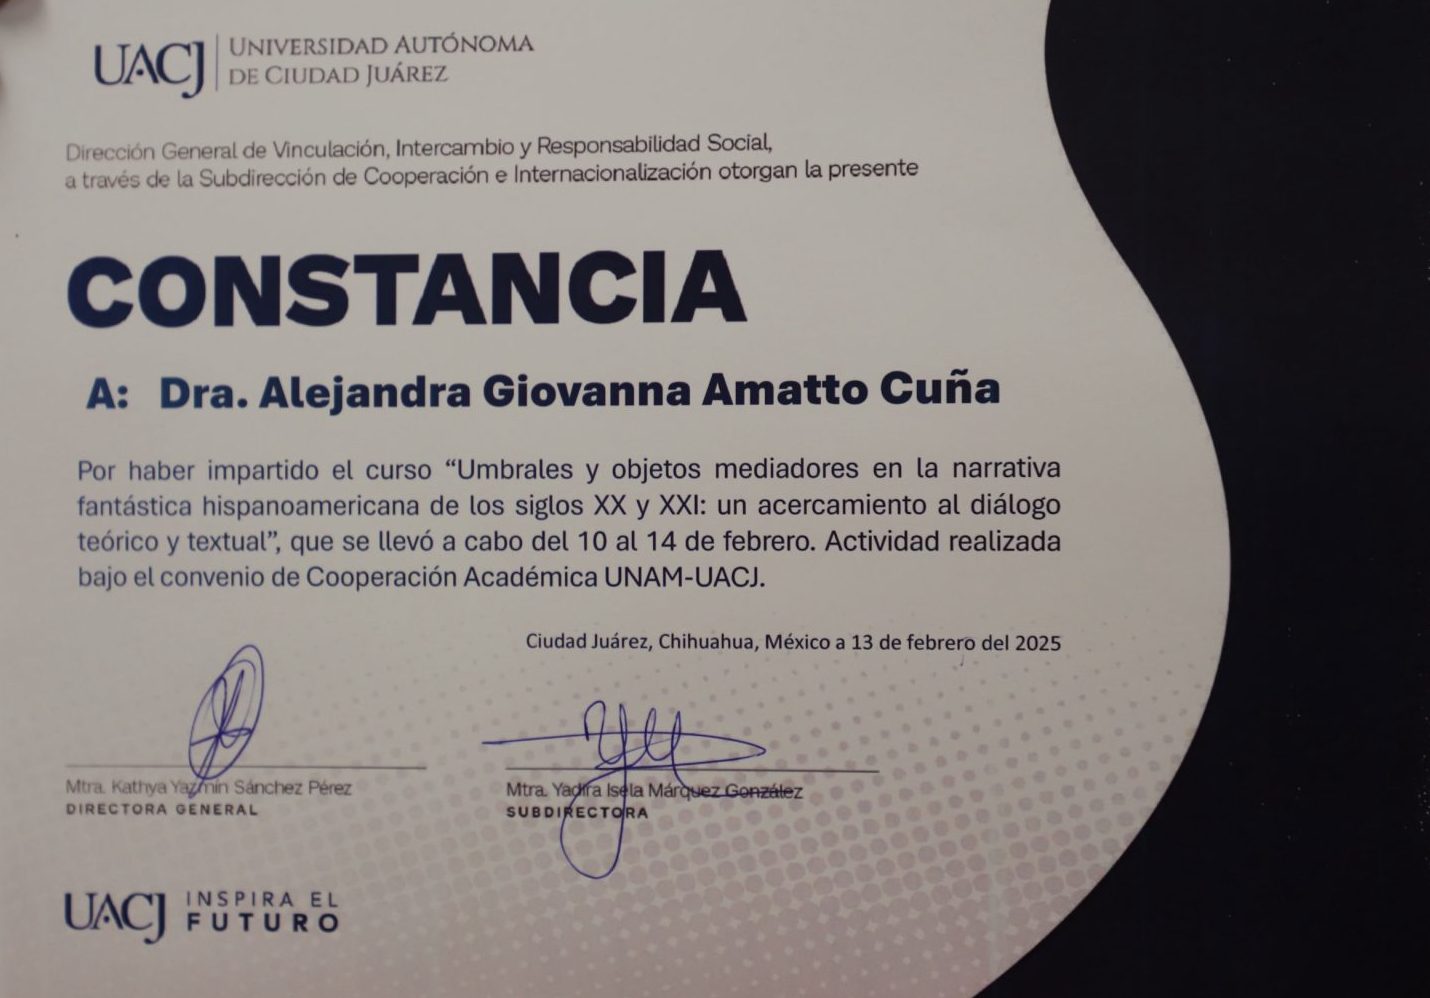 UACJ
UNIVERSIDAD AUTÓNOMA
DE CIUDAD JUÁREZ
Dirección General de Vinculación, Intercambio y Responsabilidad Social,
a través de la Subdirección de Cooperación e Internacionalización otorgan la presente
CONSTANCIA
A: Dra. Alejandra Giovanna Amatto Cuña
Por haber impartido el curso “Umbrales y objetos mediadores en la narrativa
fantástica hispanoamericana de los siglos XX y XXI: un acercamiento al diálogo
teórico y textual”, que se llevó a cabo del 10 al 14 de febrero. Actividad realizada
bajo el convenio de Cooperación Académica UNAM-UACJ.
Ciudad Juárez, Chihuahua, México a 13 de febrero del 2025
Mtra. Kathya Yazmin Sánchez Pérez
DIRECTORA GENERAL
Mtra. Yadira Isela Márquez González
SUBDIRECTORA
UACJ
INSPIRA EL
FUTURO